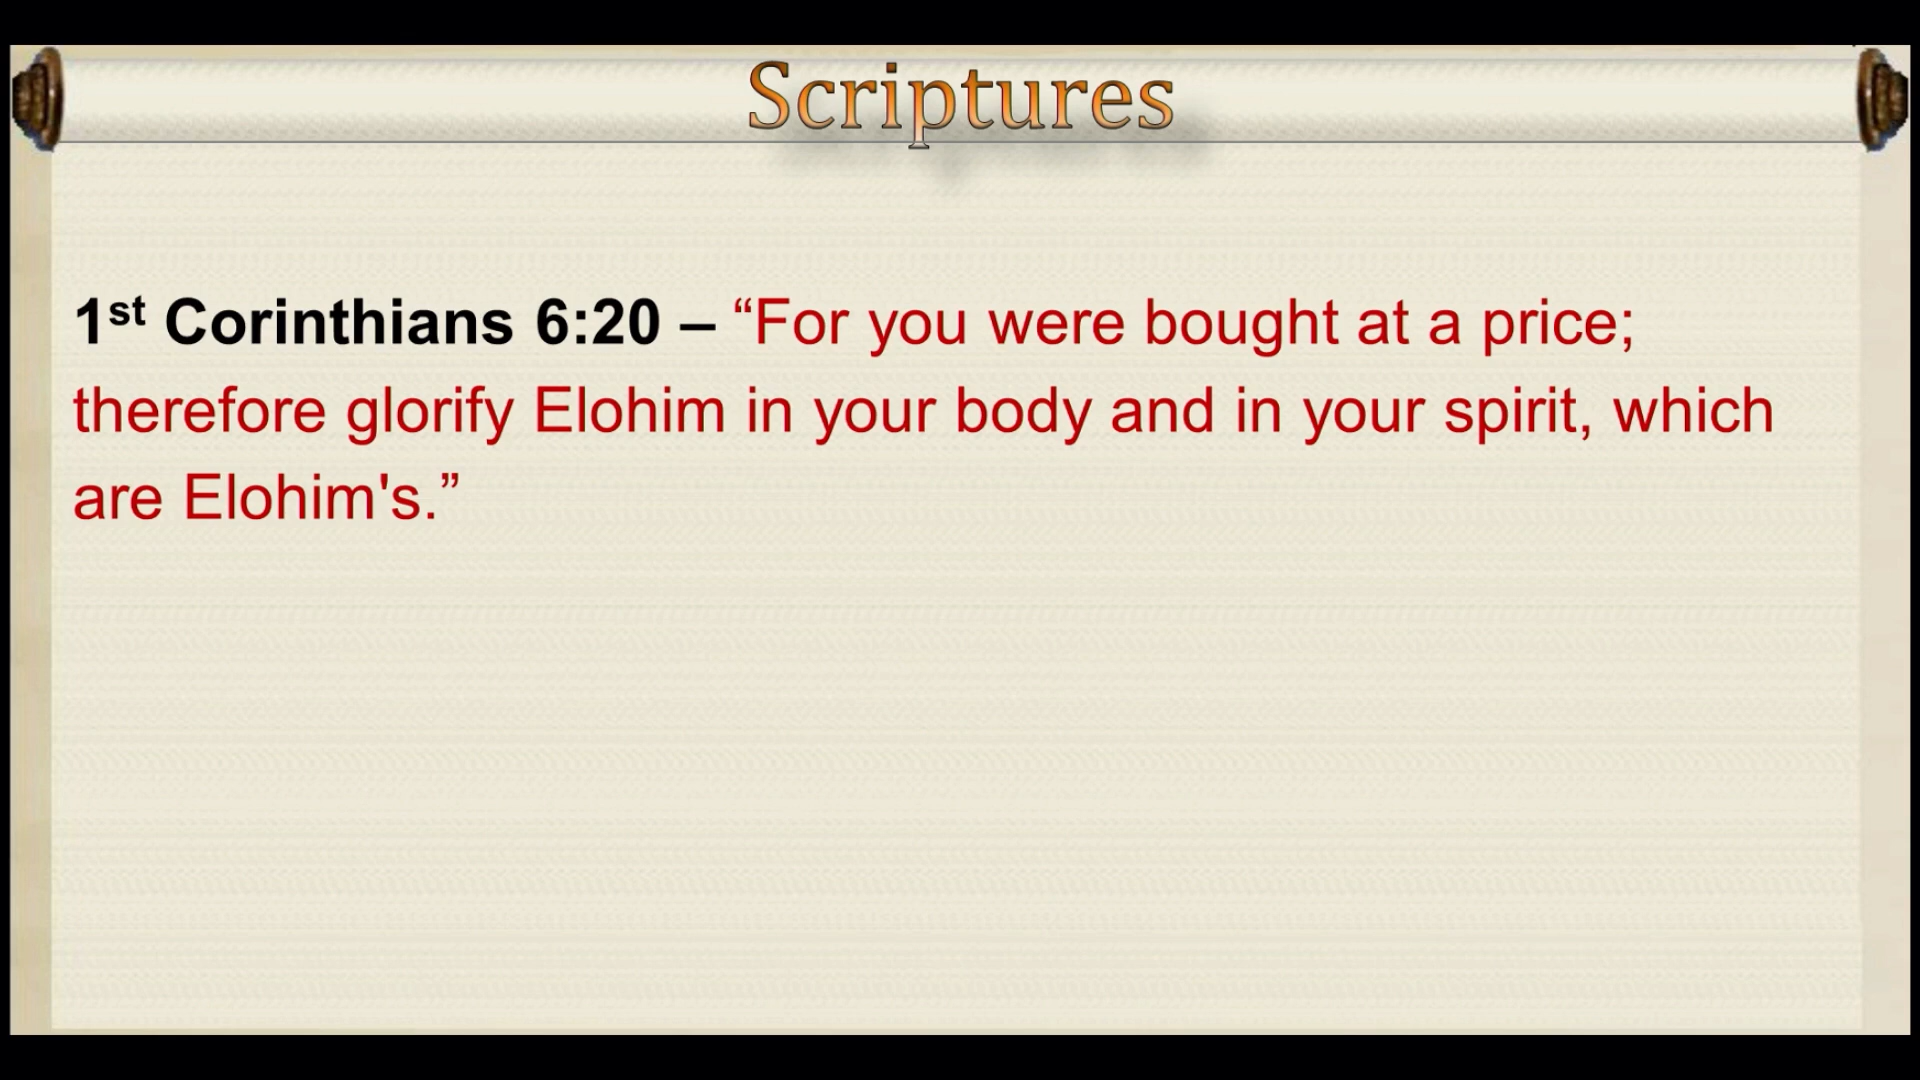 Scriptures
1st Corinthians 6:20 – “For you were bought at a price;
therefore glorify Elohim in your body and in your spirit, which
are Elohim's.”